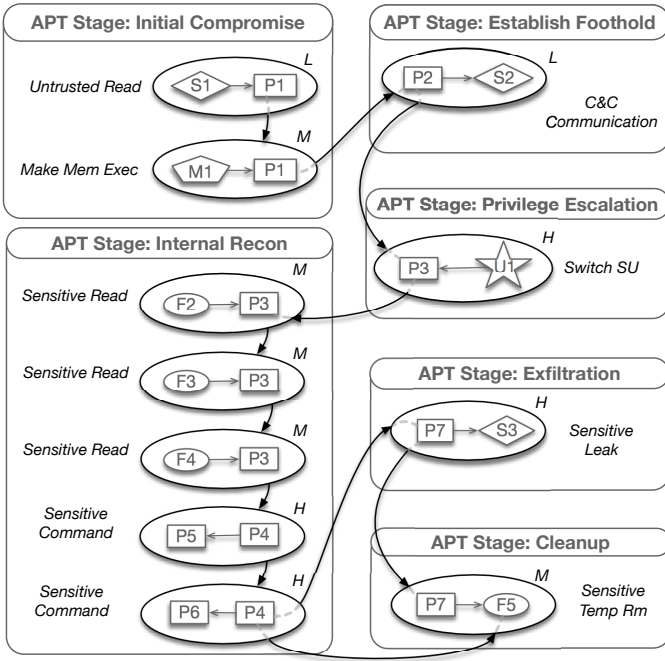 APT Stage: Initial Compromise
L
Untrusted Read
S1
P1
M
Make Mem Exec
M1
P1
APT Stage: Establish Foothold
L
P2
S2
C&C
Communication
APT Stage: Privilege Escalation
H
P3
U1
Switch SU
APT Stage: Internal Recon
M
Sensitive Read
F2
P3
M
Sensitive Read
F3
P3
M
Sensitive Read
F4
P3
H
Sensitive
Command
P5
P4
H
Sensitive
Command
P6
P4
APT Stage: Exfiltration
H
P7
S3
Sensitive
Leak
APT Stage: Cleanup
M
P7
F5
Sensitive
Temp Rm